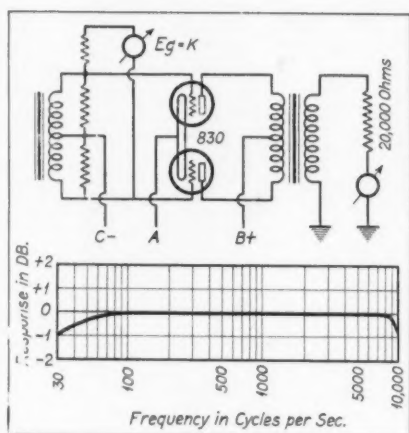 Eg=K
830
20,000 Ohms
C-
A
B+
Response in DB.
+2
+1
0
-1
-2
30
100
500
1000
5000
10,000
Frequency in Cycles per Sec.